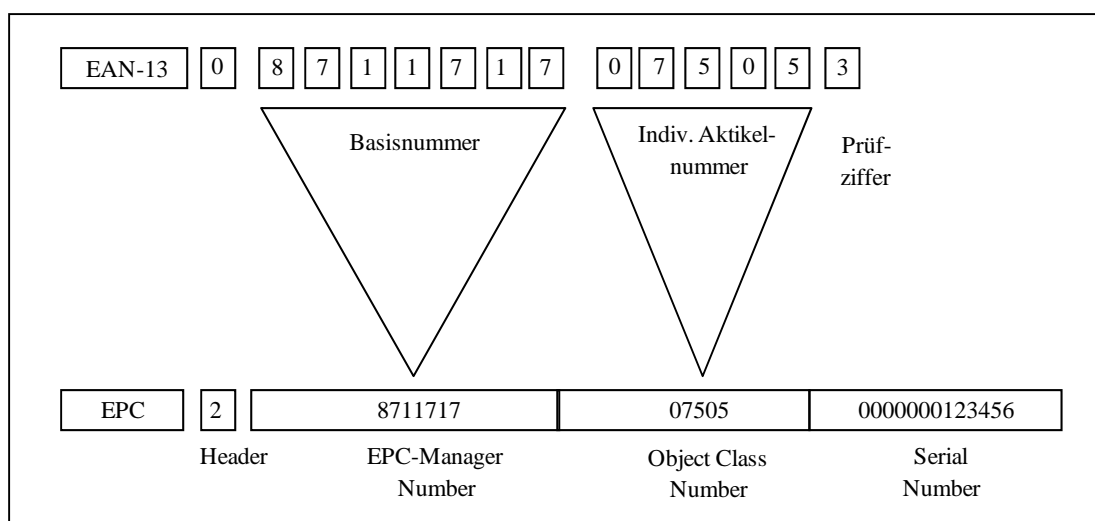 EAN-13 0 8 7 1 1 7 1 7 0 7 5 0 5 3
Basisnummer
Indiv. Aktikel-
nummer
Prüf-
ziffer
EPC 2 8711717 07505 0000000123456
Header EPC-Manager Object Class Serial
Number Number Number